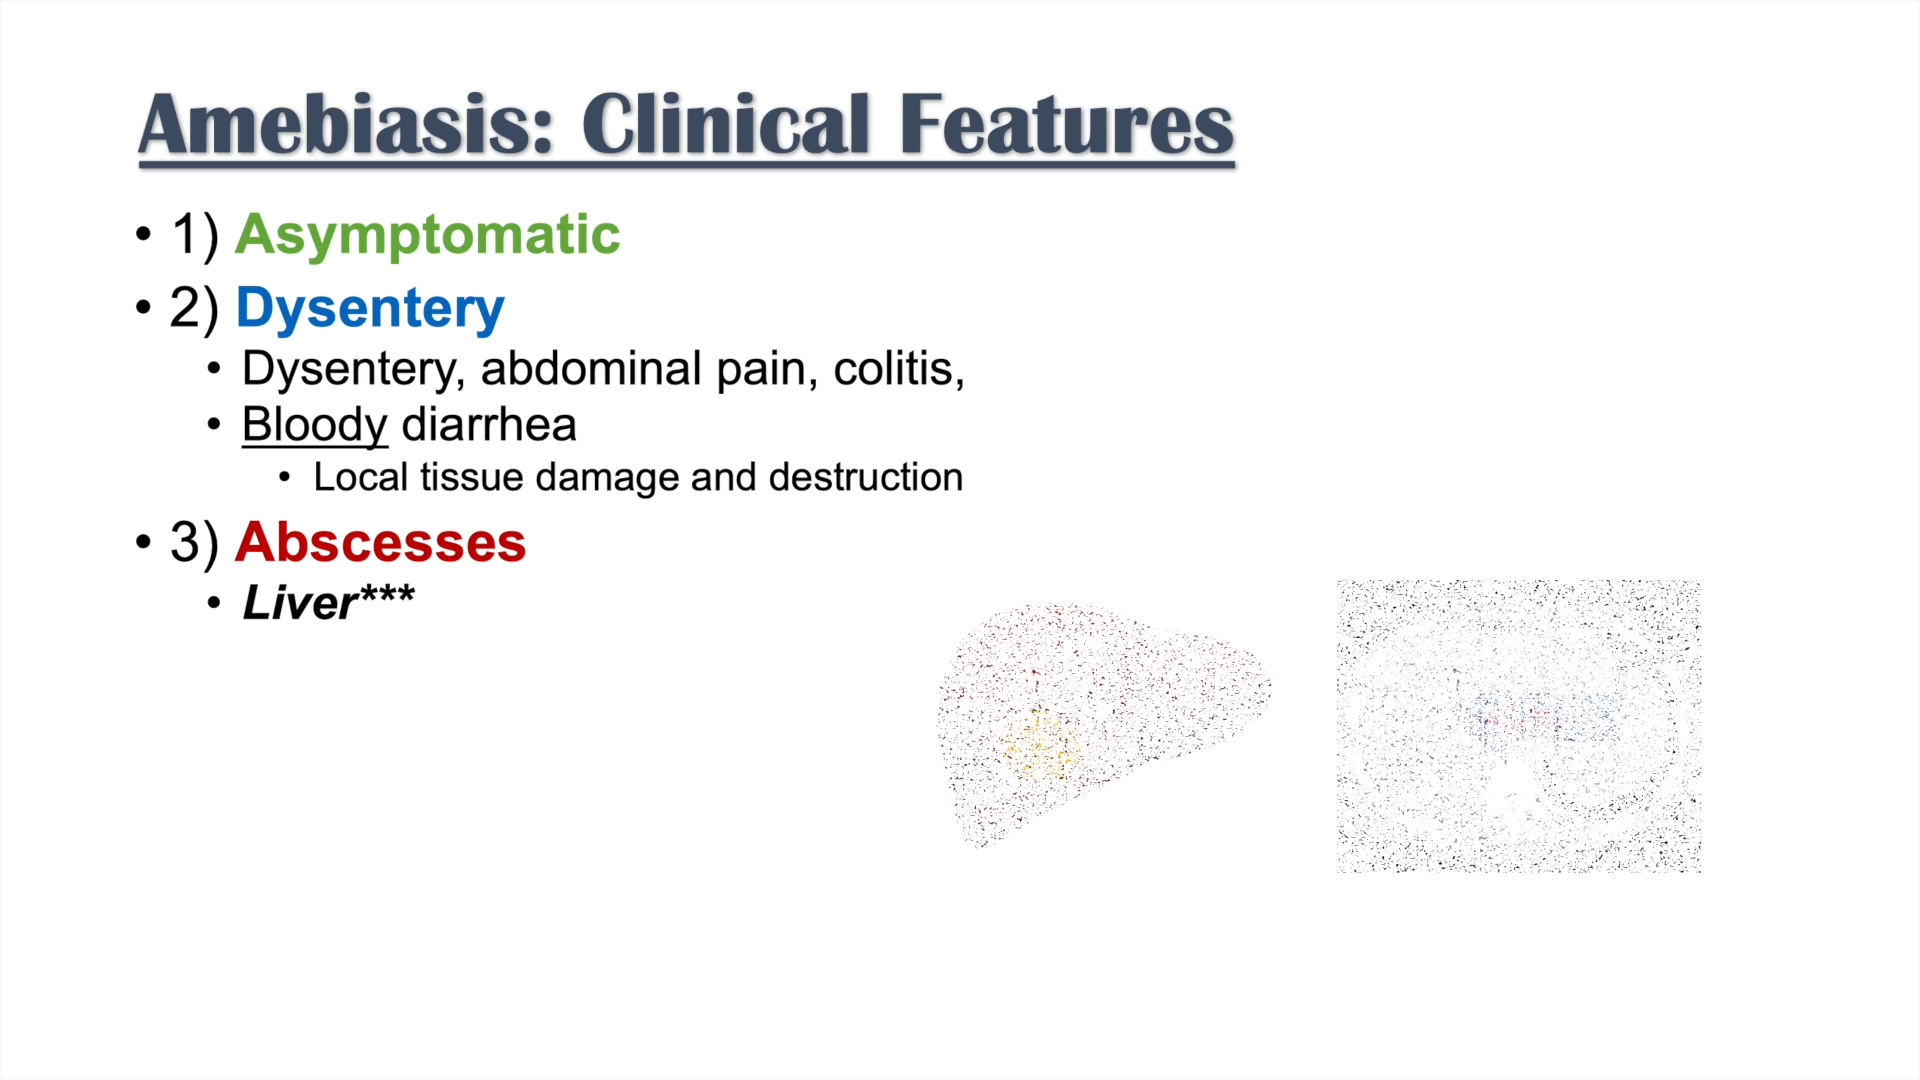 Amebiasis: Clinical Features
• 1) Asymptomatic
• 2) Dysentery
• Dysentery, abdominal pain, colitis,
• Bloody diarrhea
• Local tissue damage and destruction
• 3) Abscesses
• Liver***